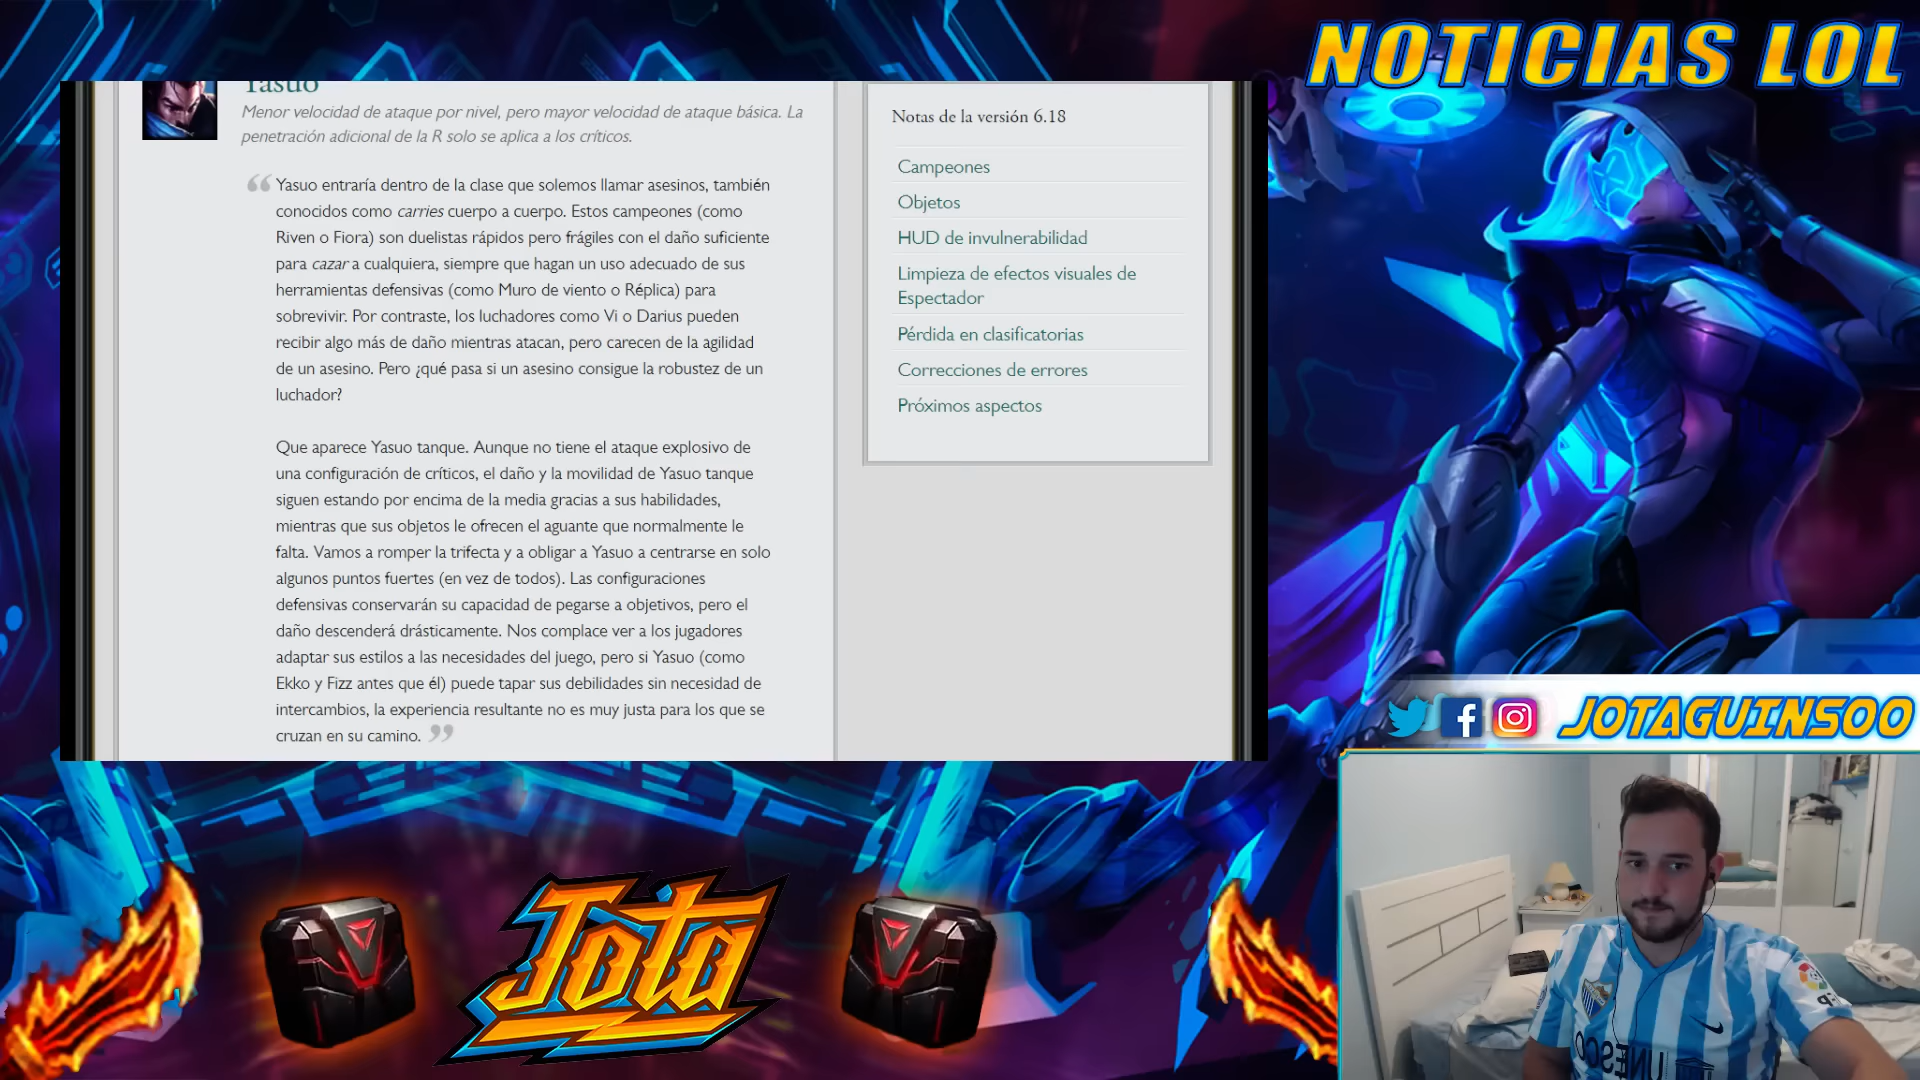 NOTICIAS LOL
Yasuo
Menor velocidad de ataque por nivel, pero mayor velocidad de ataque básica. La
penetración adicional de la R solo se aplica a los críticos.
“ Yasuo entraría dentro de la clase que solemos llamar asesinos, también
conocidos como carries cuerpo a cuerpo. Estos campeones (como
Riven o Fiora) son duelistas rápidos pero frágiles con el daño suficiente
para cazar a cualquiera, siempre que hagan un uso adecuado de sus
herramientas defensivas (como Muro de viento o Réplica) para
sobrevivir. Por contraste, los luchadores como Vi o Darius pueden
recibir algo más de daño mientras atacan, pero carecen de la agilidad
de un asesino. Pero ¿qué pasa si un asesino consigue la robustez de un
luchador?
Que aparece Yasuo tanque. Aunque no tiene el ataque explosivo de
una configuración de críticos, el daño y la movilidad de Yasuo tanque
siguen estando por encima de la media gracias a sus habilidades,
mientras que sus objetos le ofrecen el aguante que normalmente le
falta. Vamos a romper la trifecta y a obligar a Yasuo a centrarse en solo
algunos puntos fuertes (en vez de todos). Las configuraciones
defensivas conservarán su capacidad de pegarse a objetivos, pero el
daño descenderá drásticamente. Nos complace ver a los jugadores
adaptar sus estilos a las necesidades del juego, pero si Yasuo (como
Ekko y Fizz antes que él) puede tapar sus debilidades sin necesidad de
intercambios, la experiencia resultante no es muy justa para los que se
cruzan en su camino. ”
Notas de la versión 6.18
Campeones
Objetos
HUD de invulnerabilidad
Limpieza de efectos visuales de
Espectador
Pérdida en clasificatorias
Correcciones de errores
Próximos aspectos
JOTAGUINSOO
Jota
UNESCO